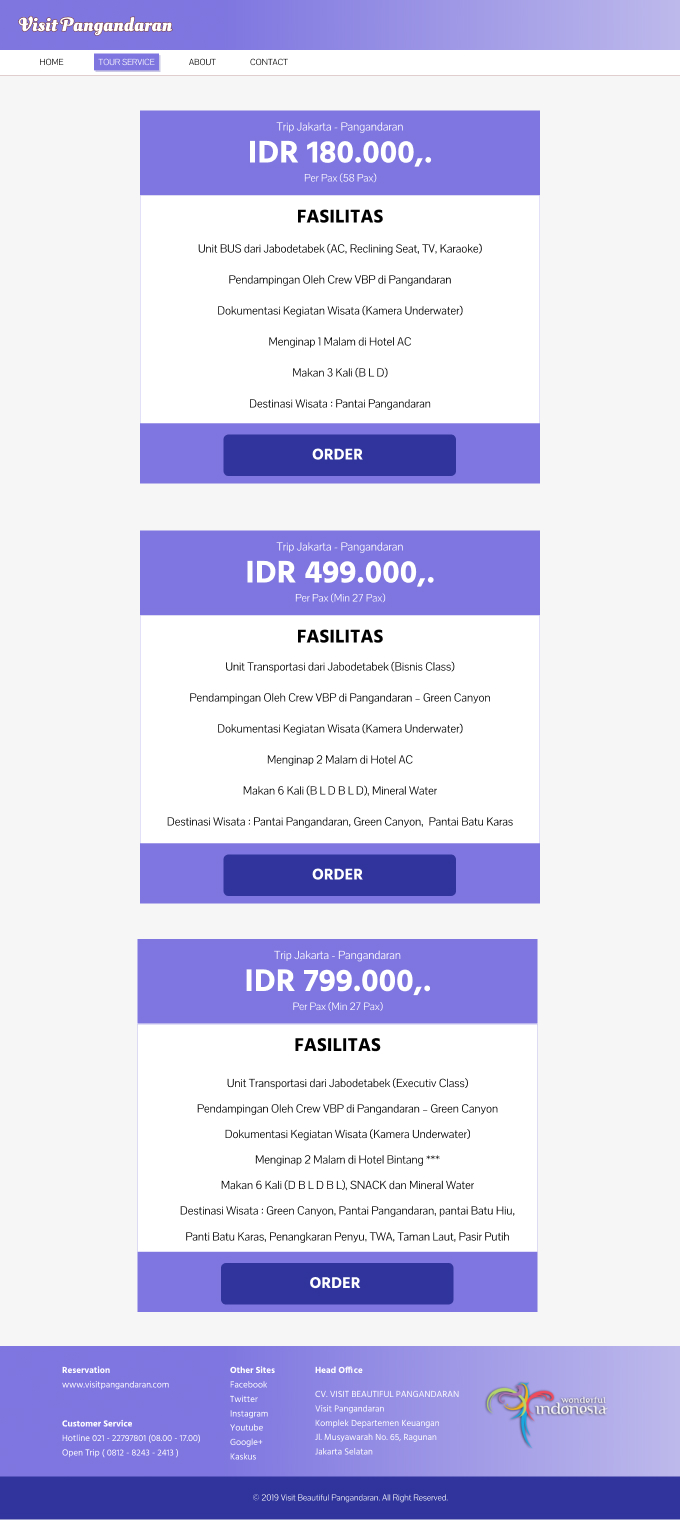 Visit Pangandaran
HOME TOUR SERVICE ABOUT CONTACT
Trip Jakarta - Pangandaran
IDR 180.000,.
Per Pax (58 Pax)
FASILITAS
Unit BUS dari Jabodetabek (AC, Reclining Seat, TV, Karaoke)
Pendampingan Oleh Crew VBP di Pangandaran
Dokumentasi Kegiatan Wisata (Kamera Underwater)
Menginap 1 Malam di Hotel AC
Makan 3 Kali (B L D)
Destinasi Wisata : Pantai Pangandaran
ORDER
Trip Jakarta - Pangandaran
IDR 499.000,.
Per Pax (Min 27 Pax)
FASILITAS
Unit Transportasi dari Jabodetabek (Bisnis Class)
Pendampingan Oleh Crew VBP di Pangandaran – Green Canyon
Dokumentasi Kegiatan Wisata (Kamera Underwater)
Menginap 2 Malam di Hotel AC
Makan 6 Kali (B L D B L D), Mineral Water
Destinasi Wisata : Pantai Pangandaran, Green Canyon, Pantai Batu Karas
ORDER
Trip Jakarta - Pangandaran
IDR 799.000,.
Per Pax (Min 27 Pax)
FASILITAS
Unit Transportasi dari Jabodetabek (Executiv Class)
Pendampingan Oleh Crew VBP di Pangandaran – Green Canyon
Dokumentasi Kegiatan Wisata (Kamera Underwater)
Menginap 2 Malam di Hotel Bintang ***
Makan 6 Kali (D B L D B L), SNACK dan Mineral Water
Destinasi Wisata : Green Canyon, Pantai Pangandaran, pantai Batu Hiu,
Panti Batu Karas, Penangkaran Penyu, TWA, Taman Laut, Pasir Putih
ORDER
Reservation
www.visitpangandaran.com
Customer Service
Hotline 021 - 22797801 (08.00 - 17.00)
Open Trip ( 0812 - 8243 - 2413 )
Other Sites
Facebook
Twitter
Instagram
Youtube
Google+
Kaskus
Head Office
CV. VISIT BEAUTIFUL PANGANDARAN
Visit Pangandaran
Komplek Departemen Keuangan
Jl. Musyawarah No. 65, Ragunan
Jakarta Selatan
wonderful
indonesia
© 2019 Visit Beautiful Pangandaran. All Right Reserved.